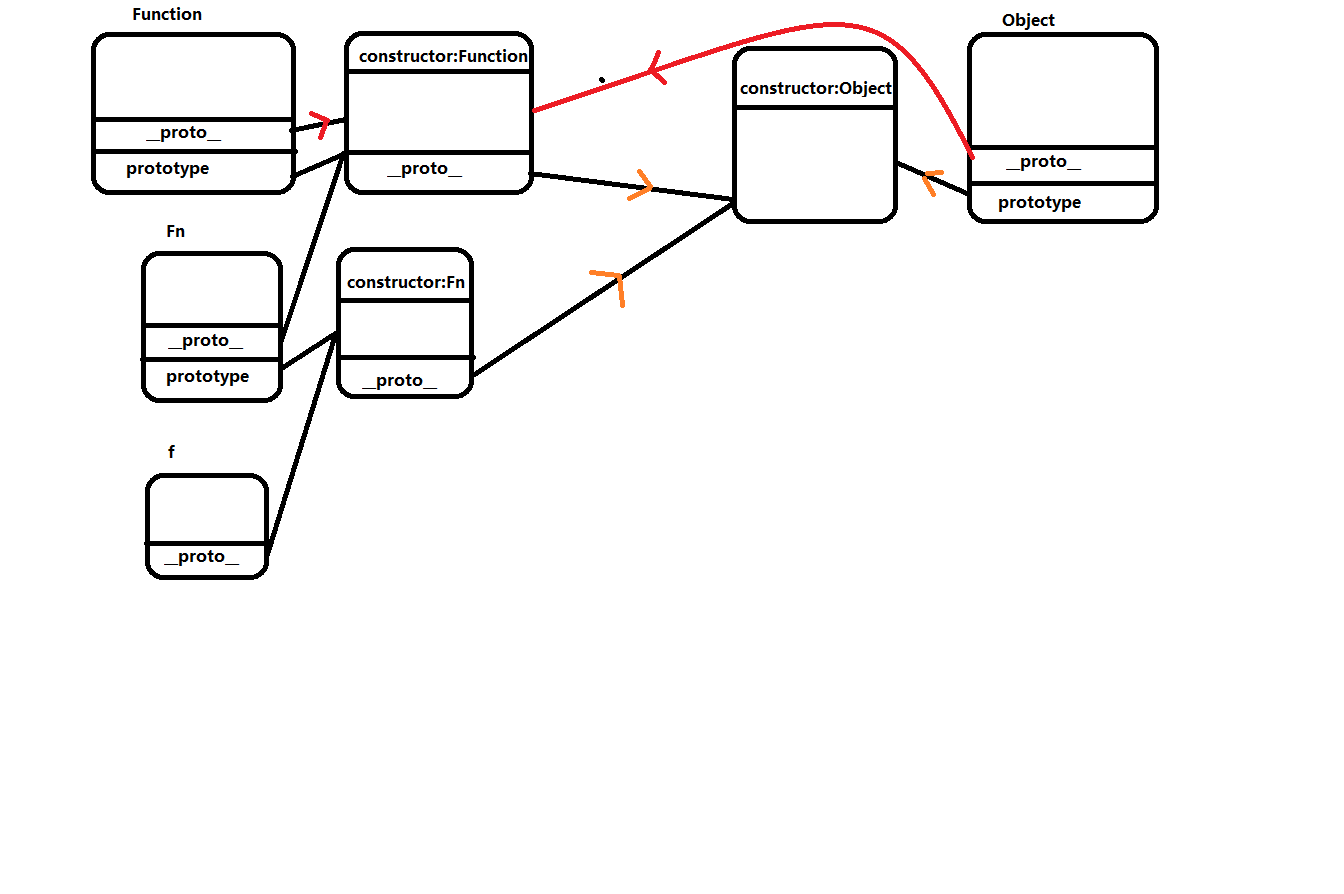 Function
__proto__
prototype
constructor:Function
__proto__
constructor:Object
Object
__proto__
prototype
Fn
__proto__
prototype
constructor:Fn
__proto__
f
__proto__